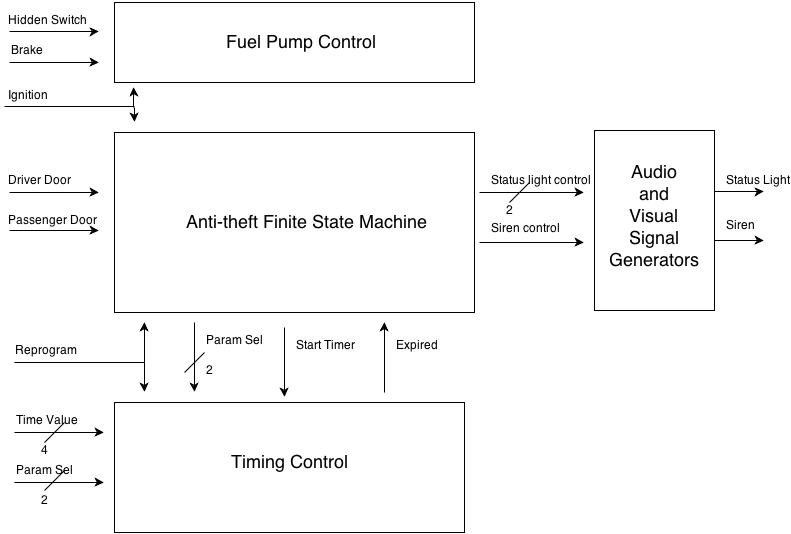 Hidden Switch
Brake
Fuel Pump Control
Ignition
Driver Door
Passenger Door
Anti-theft Finite State Machine
Status light control
2
Siren control
Audio
and
Visual
Signal
Generators
Status Light
Siren
Reprogram
Param Sel
2
Start Timer
Expired
Time Value
4
Param Sel
2
Timing Control